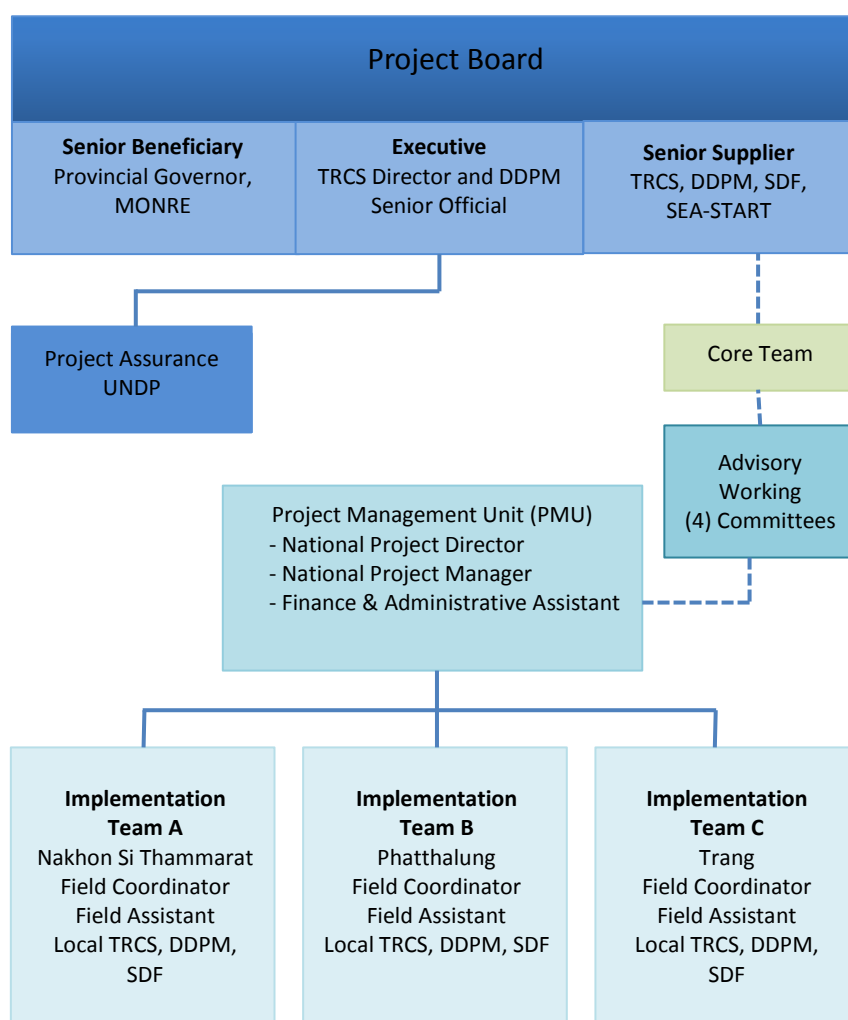 Project Board
Senior Beneficiary
Provincial Governor,
MONRE
Executive
TRCS Director and DDPM
Senior Official
Senior Supplier
TRCS, DDPM, SDF,
SEA-START
Project Assurance
UNDP
Core Team
Advisory
Working
(4) Committees
Project Management Unit (PMU)
- National Project Director
- National Project Manager
- Finance & Administrative Assistant
Implementation
Team A
Nakhon Si Thammarat
Field Coordinator
Field Assistant
Local TRCS, DDPM,
SDF
Implementation
Team B
Phatthalung
Field Coordinator
Field Assistant
Local TRCS, DDPM, SDF
Implementation
Team C
Trang
Field Coordinator
Field Assistant
Local TRCS, DDPM,
SDF